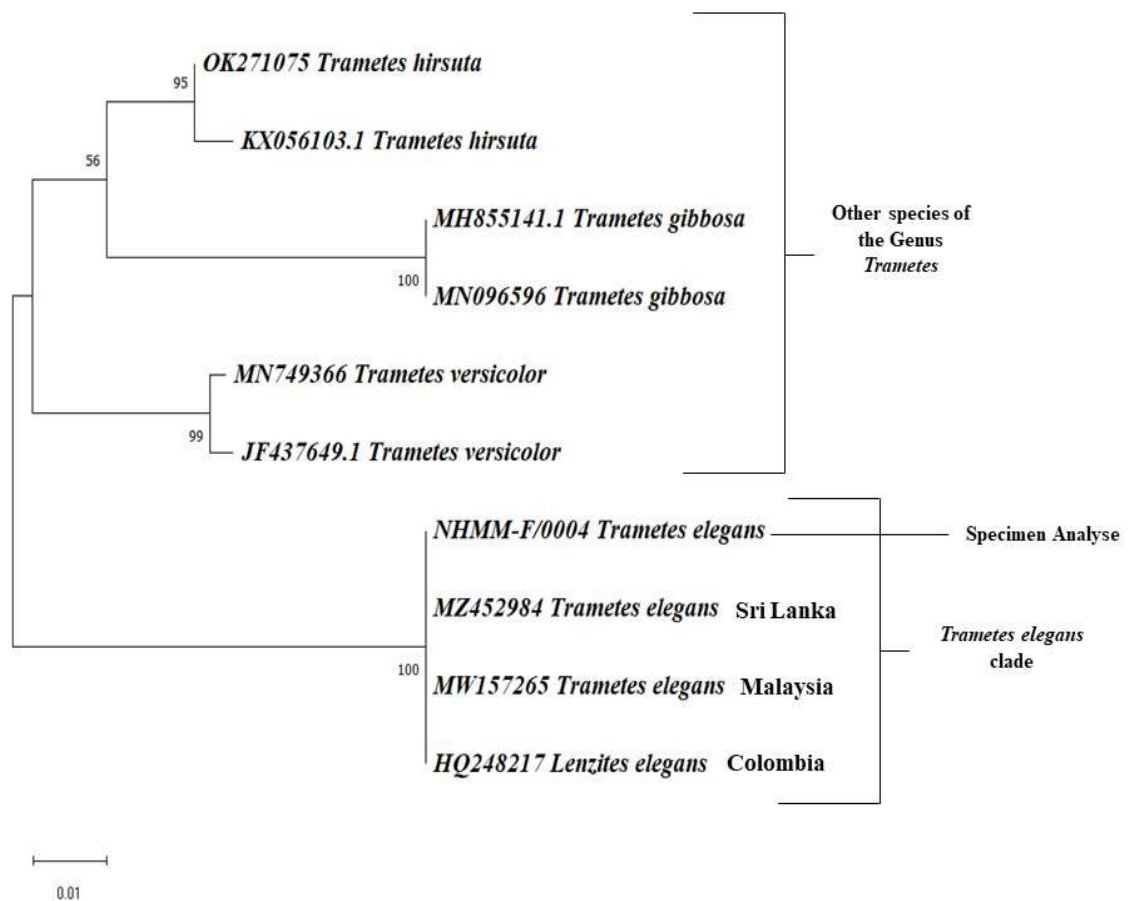 OK271075 Trametes hirsuta
95
KX056103.1 Trametes hirsuta
56
MH855141.1 Trametes gibbosa
Other species of
the Genus
Trametes
100
MN096596 Trametes gibbosa
MN749366 Trametes versicolor
99
JF437649.1 Trametes versicolor
NHMM-F/0004 Trametes elegans
Specimen Analyse
MZ452984 Trametes elegans Sri Lanka
Trametes elegans
clade
100
MW157265 Trametes elegans Malaysia
HQ248217 Lenzites elegans Colombia
0.01